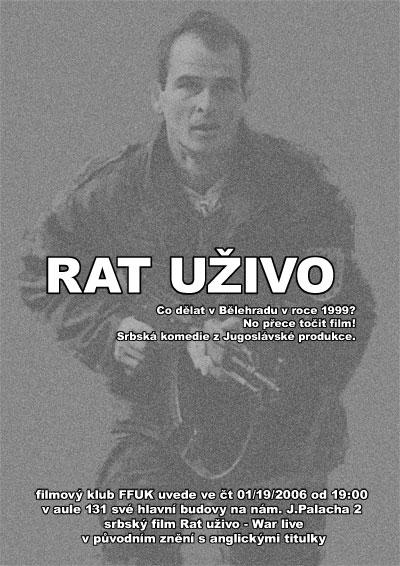 RAT UŽIVO
Co dělat v Bělehradu v roce 1999?
No přece točit film!
Srbská komedie z Jugoslávské produkce.
filmový klub FFUK uvede ve čt 01/19/2006 od 19:00
v aule 131 své hlavní budovy na nám. J.Palacha 2
srbský film Rat uživo - War live
v původním znění s anglickými titulky